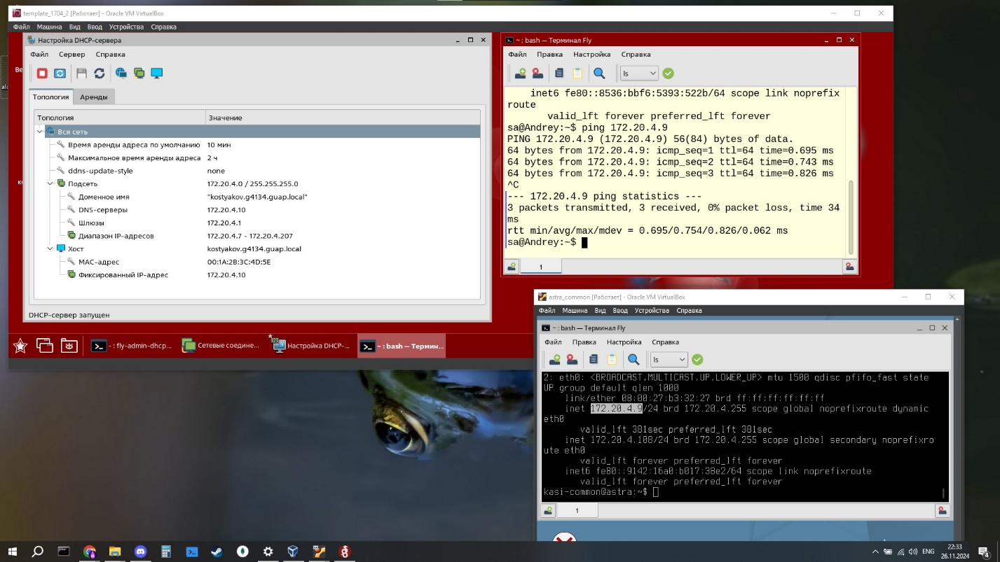 template_1704_2 [Работает] - Oracle VM VirtualBox
Файл Машина Вид Ввод Устройства Справка
Настройка DHCP-сервера
Файл Сервер Справка
Топология Аренды
Топология Значение
Вся сеть
Время аренды адреса по умолчанию 10 мин
Максимальное время аренды адреса 2 ч
ddns-update-style none
Подсеть 172.20.4.0 / 255.255.255.0
Доменное имя "kostyakov.g4134.guap.local"
DNS-серверы 172.20.4.10
Шлюзы 172.20.4.1
Диапазон IP-адресов 172.20.4.7 - 172.20.4.207
Хост kostyakov.g4134.guap.local
MAC-адрес 00:1A:2B:3C:4D:5E
Фиксированный IP-адрес 172.20.4.10
DHCP-сервер запущен
~ : bash — Терминал Fly
Файл Правка Настройка Справка
ls
inet6 fe80::8536:bbf6:5393:522b/64 scope link noprefix
route
valid_lft forever preferred_lft forever
sa@Andrey:~$ ping 172.20.4.9
PING 172.20.4.9 (172.20.4.9) 56(84) bytes of data.
64 bytes from 172.20.4.9: icmp_seq=1 ttl=64 time=0.695 ms
64 bytes from 172.20.4.9: icmp_seq=2 ttl=64 time=0.743 ms
64 bytes from 172.20.4.9: icmp_seq=3 ttl=64 time=0.826 ms
^C
--- 172.20.4.9 ping statistics ---
3 packets transmitted, 3 received, 0% packet loss, time 34
ms
rtt min/avg/max/mdev = 0.695/0.754/0.826/0.062 ms
sa@Andrey:~$
1
- : fly-admin-dhcp... Сетевые соедине... 123 Настройка DHCP-... ~ : bash — Термин...
astra_common [Работает] - Oracle VM VirtualBox
Файл Машина Вид Ввод Устройства Справка
~ : bash — Терминал Fly
Файл Правка Настройка Справка
ls
2: eth0: <BROADCAST,MULTICAST,UP,LOWER_UP> mtu 1500 qdisc pfifo_fast state
UP group default qlen 1000
link/ether 08:00:27:b3:32:27 brd ff:ff:ff:ff:ff:ff
inet 172.20.4.9/24 brd 172.20.4.255 scope global noprefixroute dynamic
eth0
valid_lft 381sec preferred_lft 381sec
inet 172.20.4.108/24 brd 172.20.4.255 scope global secondary noprefixro
ute eth0
valid_lft forever preferred_lft forever
inet6 fe80::9142:16a0:b017:38e2/64 scope link noprefixroute
valid_lft forever preferred_lft forever
kasi-common@astra:~$
1
ENG
22:33
26.11.2024
4